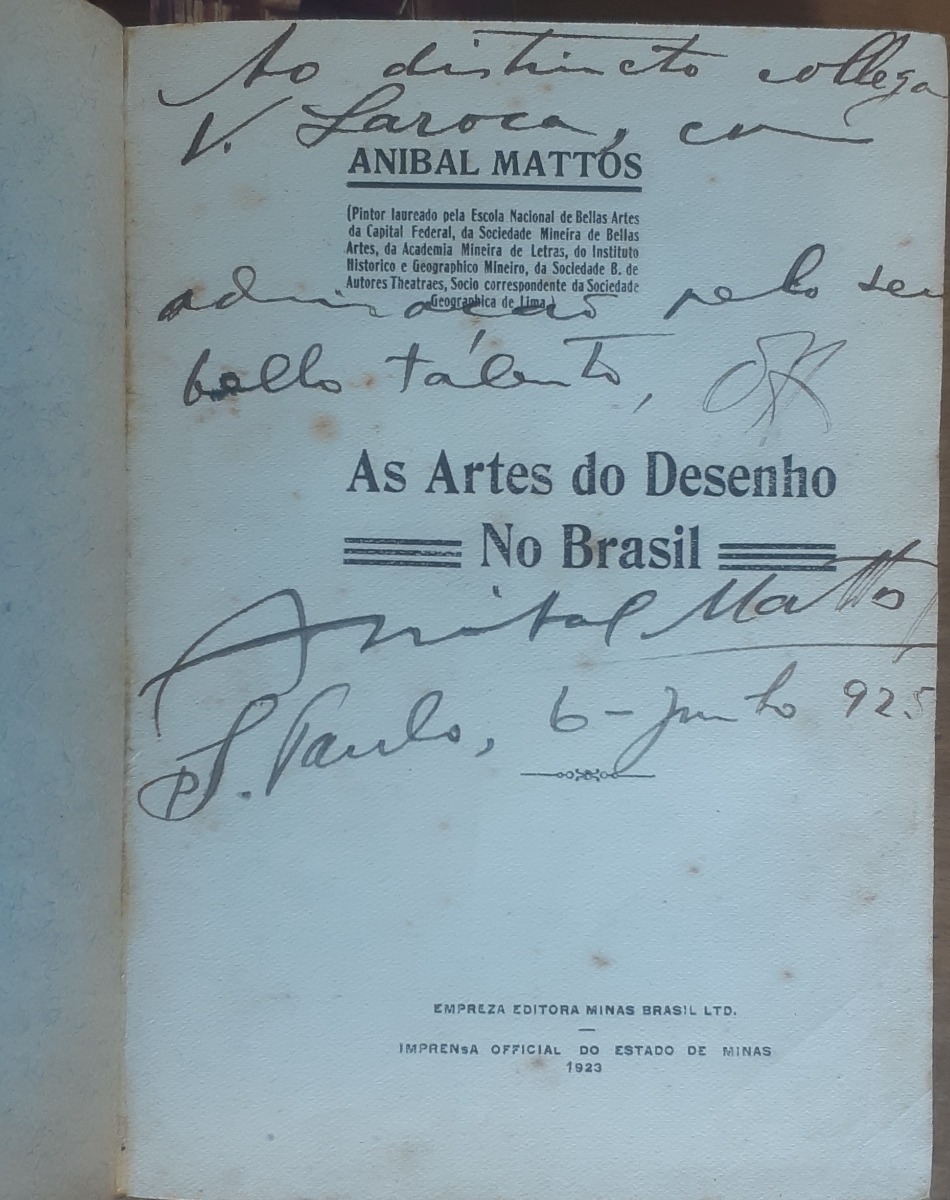 Ao distincto collega
V. Laroca, com
ANIBAL MATTOS
(Pintor laureado pela Escola Nacional de Bellas Artes
da Capital Federal, da Sociedade Mineira de Bellas
Artes, da Academia Mineira de Letras, do Instituto
Historico e Geographico Mineiro, da Sociedade B. de
Autores Theatraes, Socio correspondente da Sociedade
Geographica de Lima)
admiração pelo seu
bello talento,
As Artes do Desenho
No Brasil
Anibal Mattos
S. Paulo, 6-Junho 925
EMPREZA EDITORA MINAS BRASIL LTD.
IMPRENSA OFFICIAL DO ESTADO DE MINAS
1923